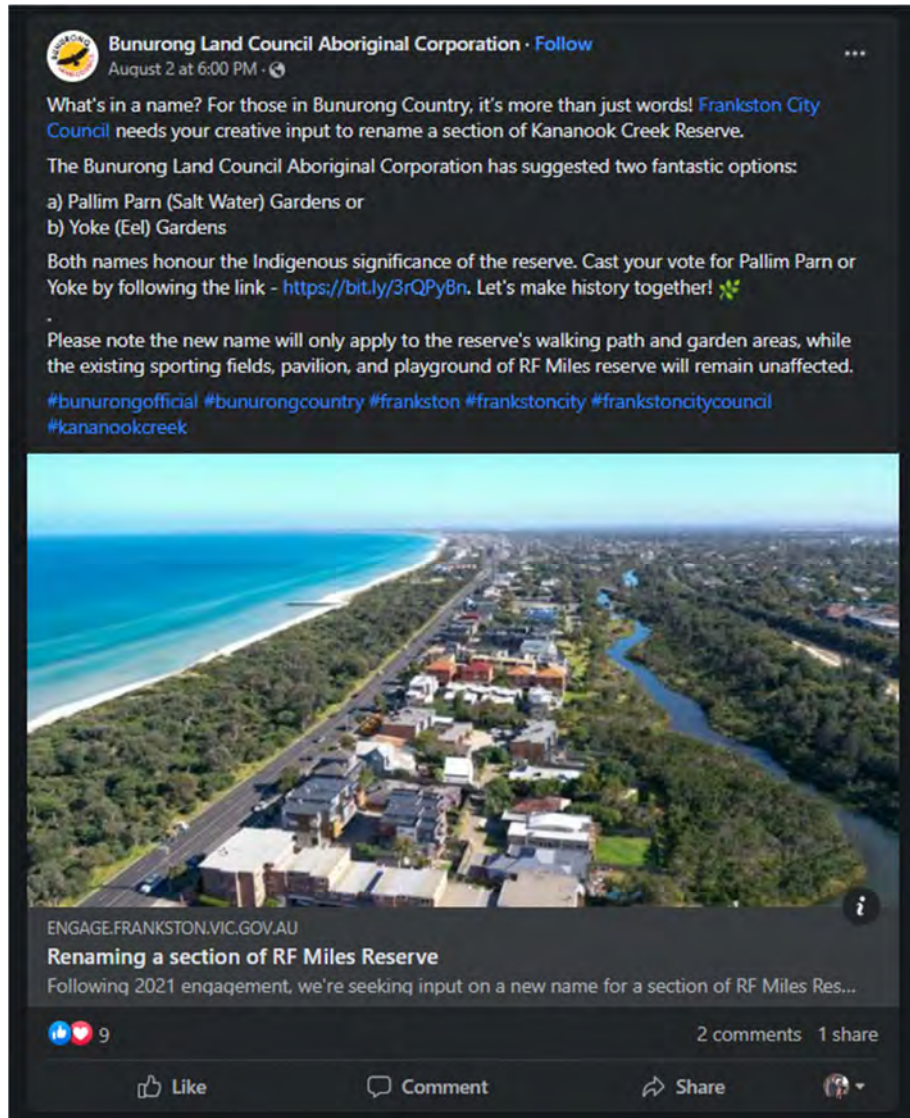 BUNURONG
Bunurong Land Council Aboriginal Corporation · Follow
August 2 at 6:00 PM ·
What's in a name? For those in Bunurong Country, it's more than just words! Frankston City
Council needs your creative input to rename a section of Kananook Creek Reserve.
The Bunurong Land Council Aboriginal Corporation has suggested two fantastic options:
a) Pallim Parn (Salt Water) Gardens or
b) Yoke (Eel) Gardens
Both names honour the Indigenous significance of the reserve. Cast your vote for Pallim Parn or
Yoke by following the link - https://bit.ly/3rQPyBn. Let's make history together! 🌿
.
Please note the new name will only apply to the reserve's walking path and garden areas, while
the existing sporting fields, pavilion, and playground of RF Miles reserve will remain unaffected.
#bunurongofficial #bunurongcountry #frankston #frankstoncity #frankstoncitycouncil
#kananookcreek
ENGAGE.FRANKSTON.VIC.GOV.AU
Renaming a section of RF Miles Reserve
Following 2021 engagement, we're seeking input on a new name for a section of RF Miles Res...
9
2 comments 1 share
Like Comment Share